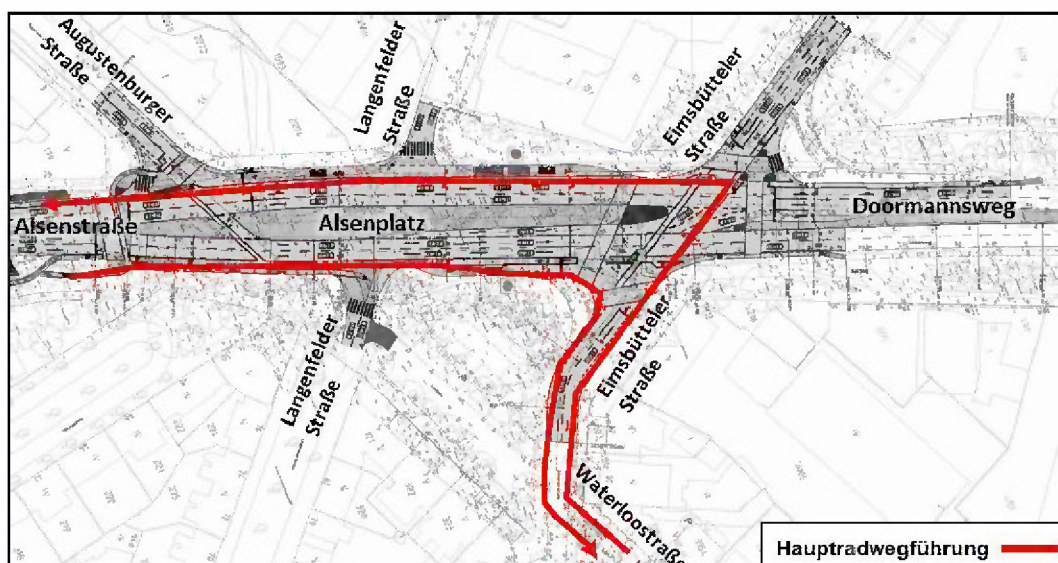 Augustenburger
Straße
Langenfelder
Straße
Eimsbütteler
Straße
Alsenstraße
Alsenplatz
Doormannsweg
Langenfelder
Straße
Eimsbütteler
Straße
Waterloostraße
Hauptradwegführung